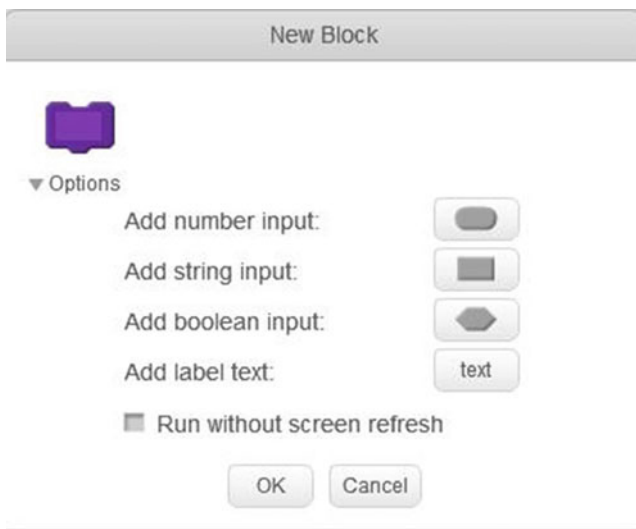 New Block
Options
Add number input:
Add string input:
Add boolean input:
Add label text: text
Run without screen refresh
OK Cancel